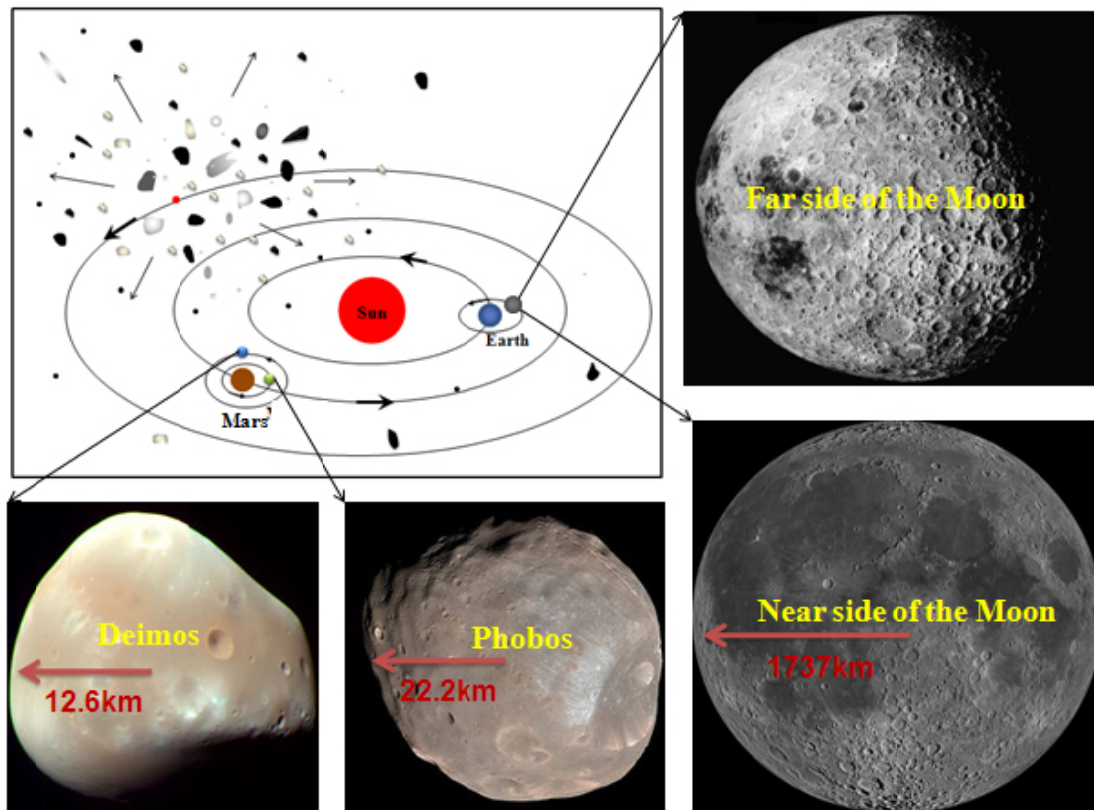 Far side of the Moon
Sun
Earth
Mars
Deimos
12.6km
Phobos
22.2km
Near side of the Moon
1737km